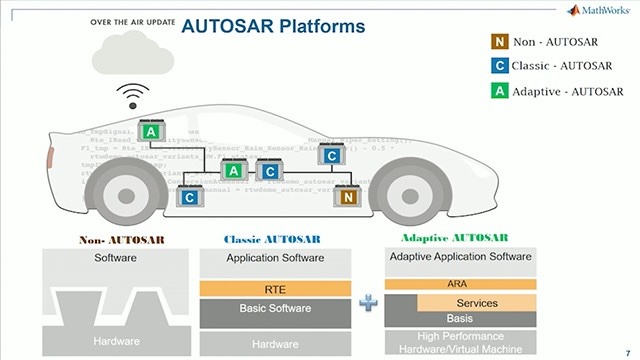 OVER THE AIR UPDATE
AUTOSAR Platforms
MathWorks
N Non - AUTOSAR
C Classic - AUTOSAR
A Adaptive - AUTOSAR
A
C
A
C
C
N
Non- AUTOSAR
Software
Hardware
Classic AUTOSAR
Application Software
RTE
Basic Software
Hardware
+
Adaptive AUTOSAR
Adaptive Application Software
ARA
Services
Basis
High Performance
Hardware/Virtual Machine
7